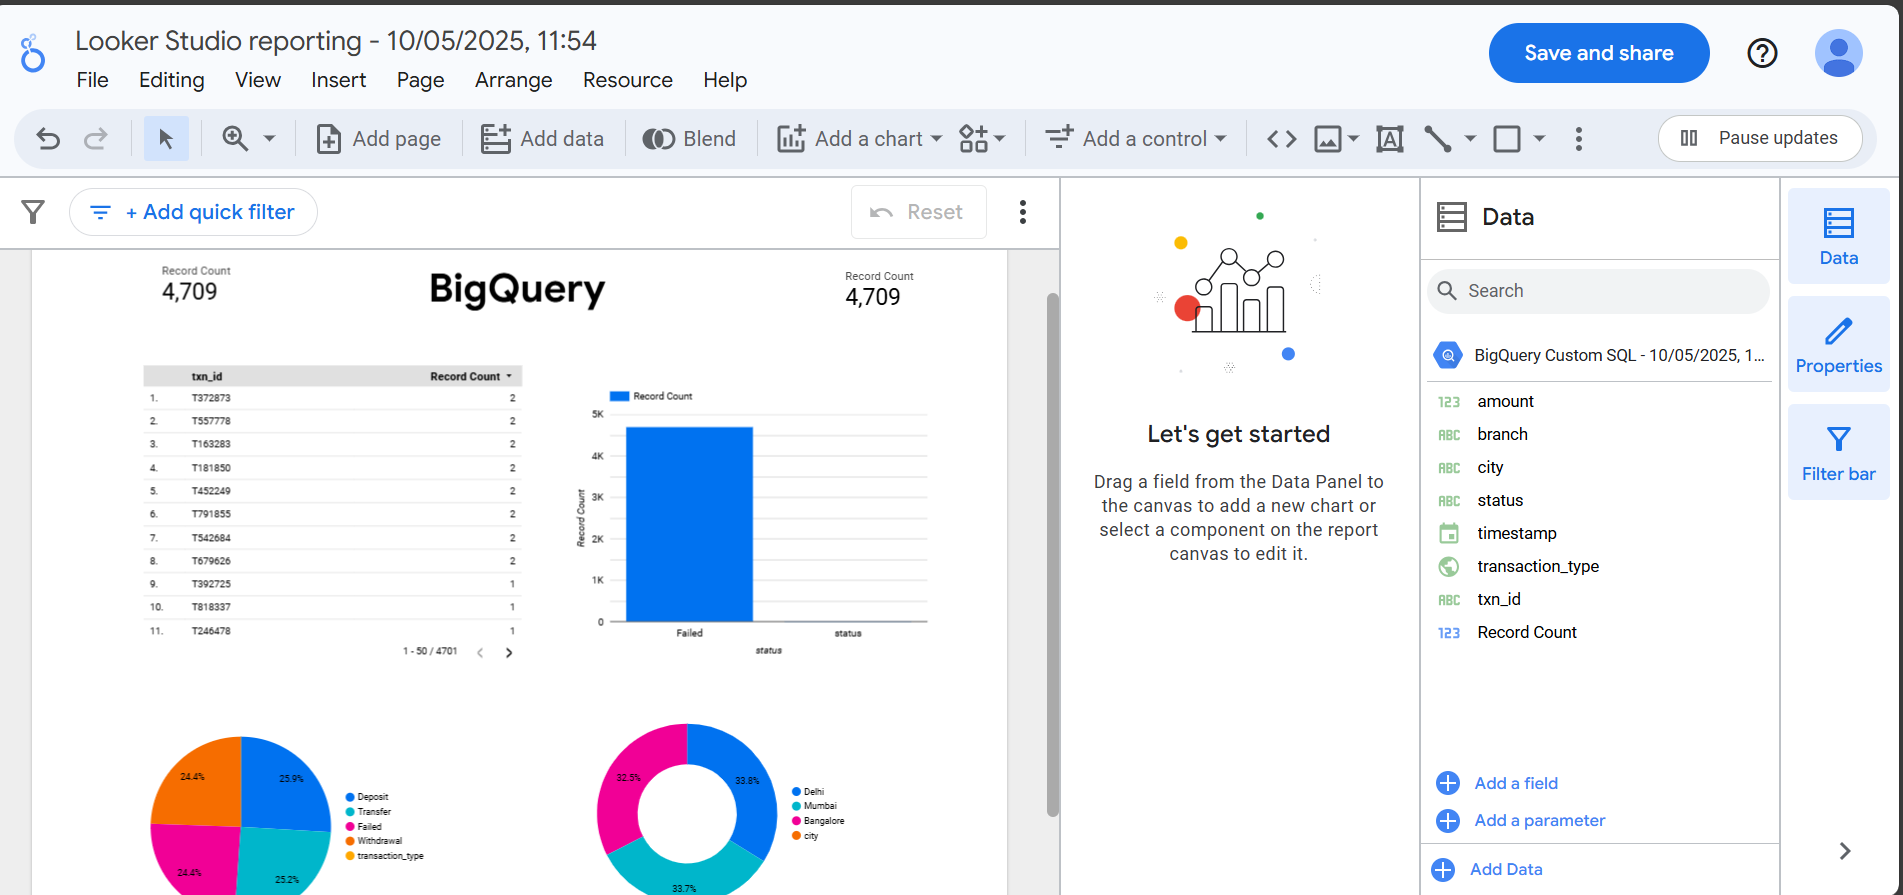 Looker Studio reporting - 10/05/2025, 11:54
File Editing View Insert Page Arrange Resource Help
Save and share
Add page Add data Blend Add a chart Add a control Pause updates
+ Add quick filter
Reset
Record Count
4,709
BigQuery
Record Count
4,709
txn_id Record Count
1. T372873 2
2. T557778 2
3. T163283 2
4. T181850 2
5. T452249 2
6. T791855 2
7. T542684 2
8. T679626 2
9. T392725 1
10. T818337 1
11. T246478 1
1 - 50 / 4701
Record Count
5K
4K
3K
2K
1K
0
Record Count
Failed status
status
24.4%
25.9%
24.4%
25.2%
Deposit
Transfer
Failed
Withdrawal
transaction_type
32.5%
33.8%
33.7%
Delhi
Mumbai
Bangalore
city
Let's get started
Drag a field from the Data Panel to
the canvas to add a new chart or
select a component on the report
canvas to edit it.
Data
Search
BigQuery Custom SQL - 10/05/2025, 1...
123 amount
ABC branch
ABC city
ABC status
timestamp
transaction_type
ABC txn_id
123 Record Count
Add a field
Add a parameter
Add Data
Data
Properties
Filter bar